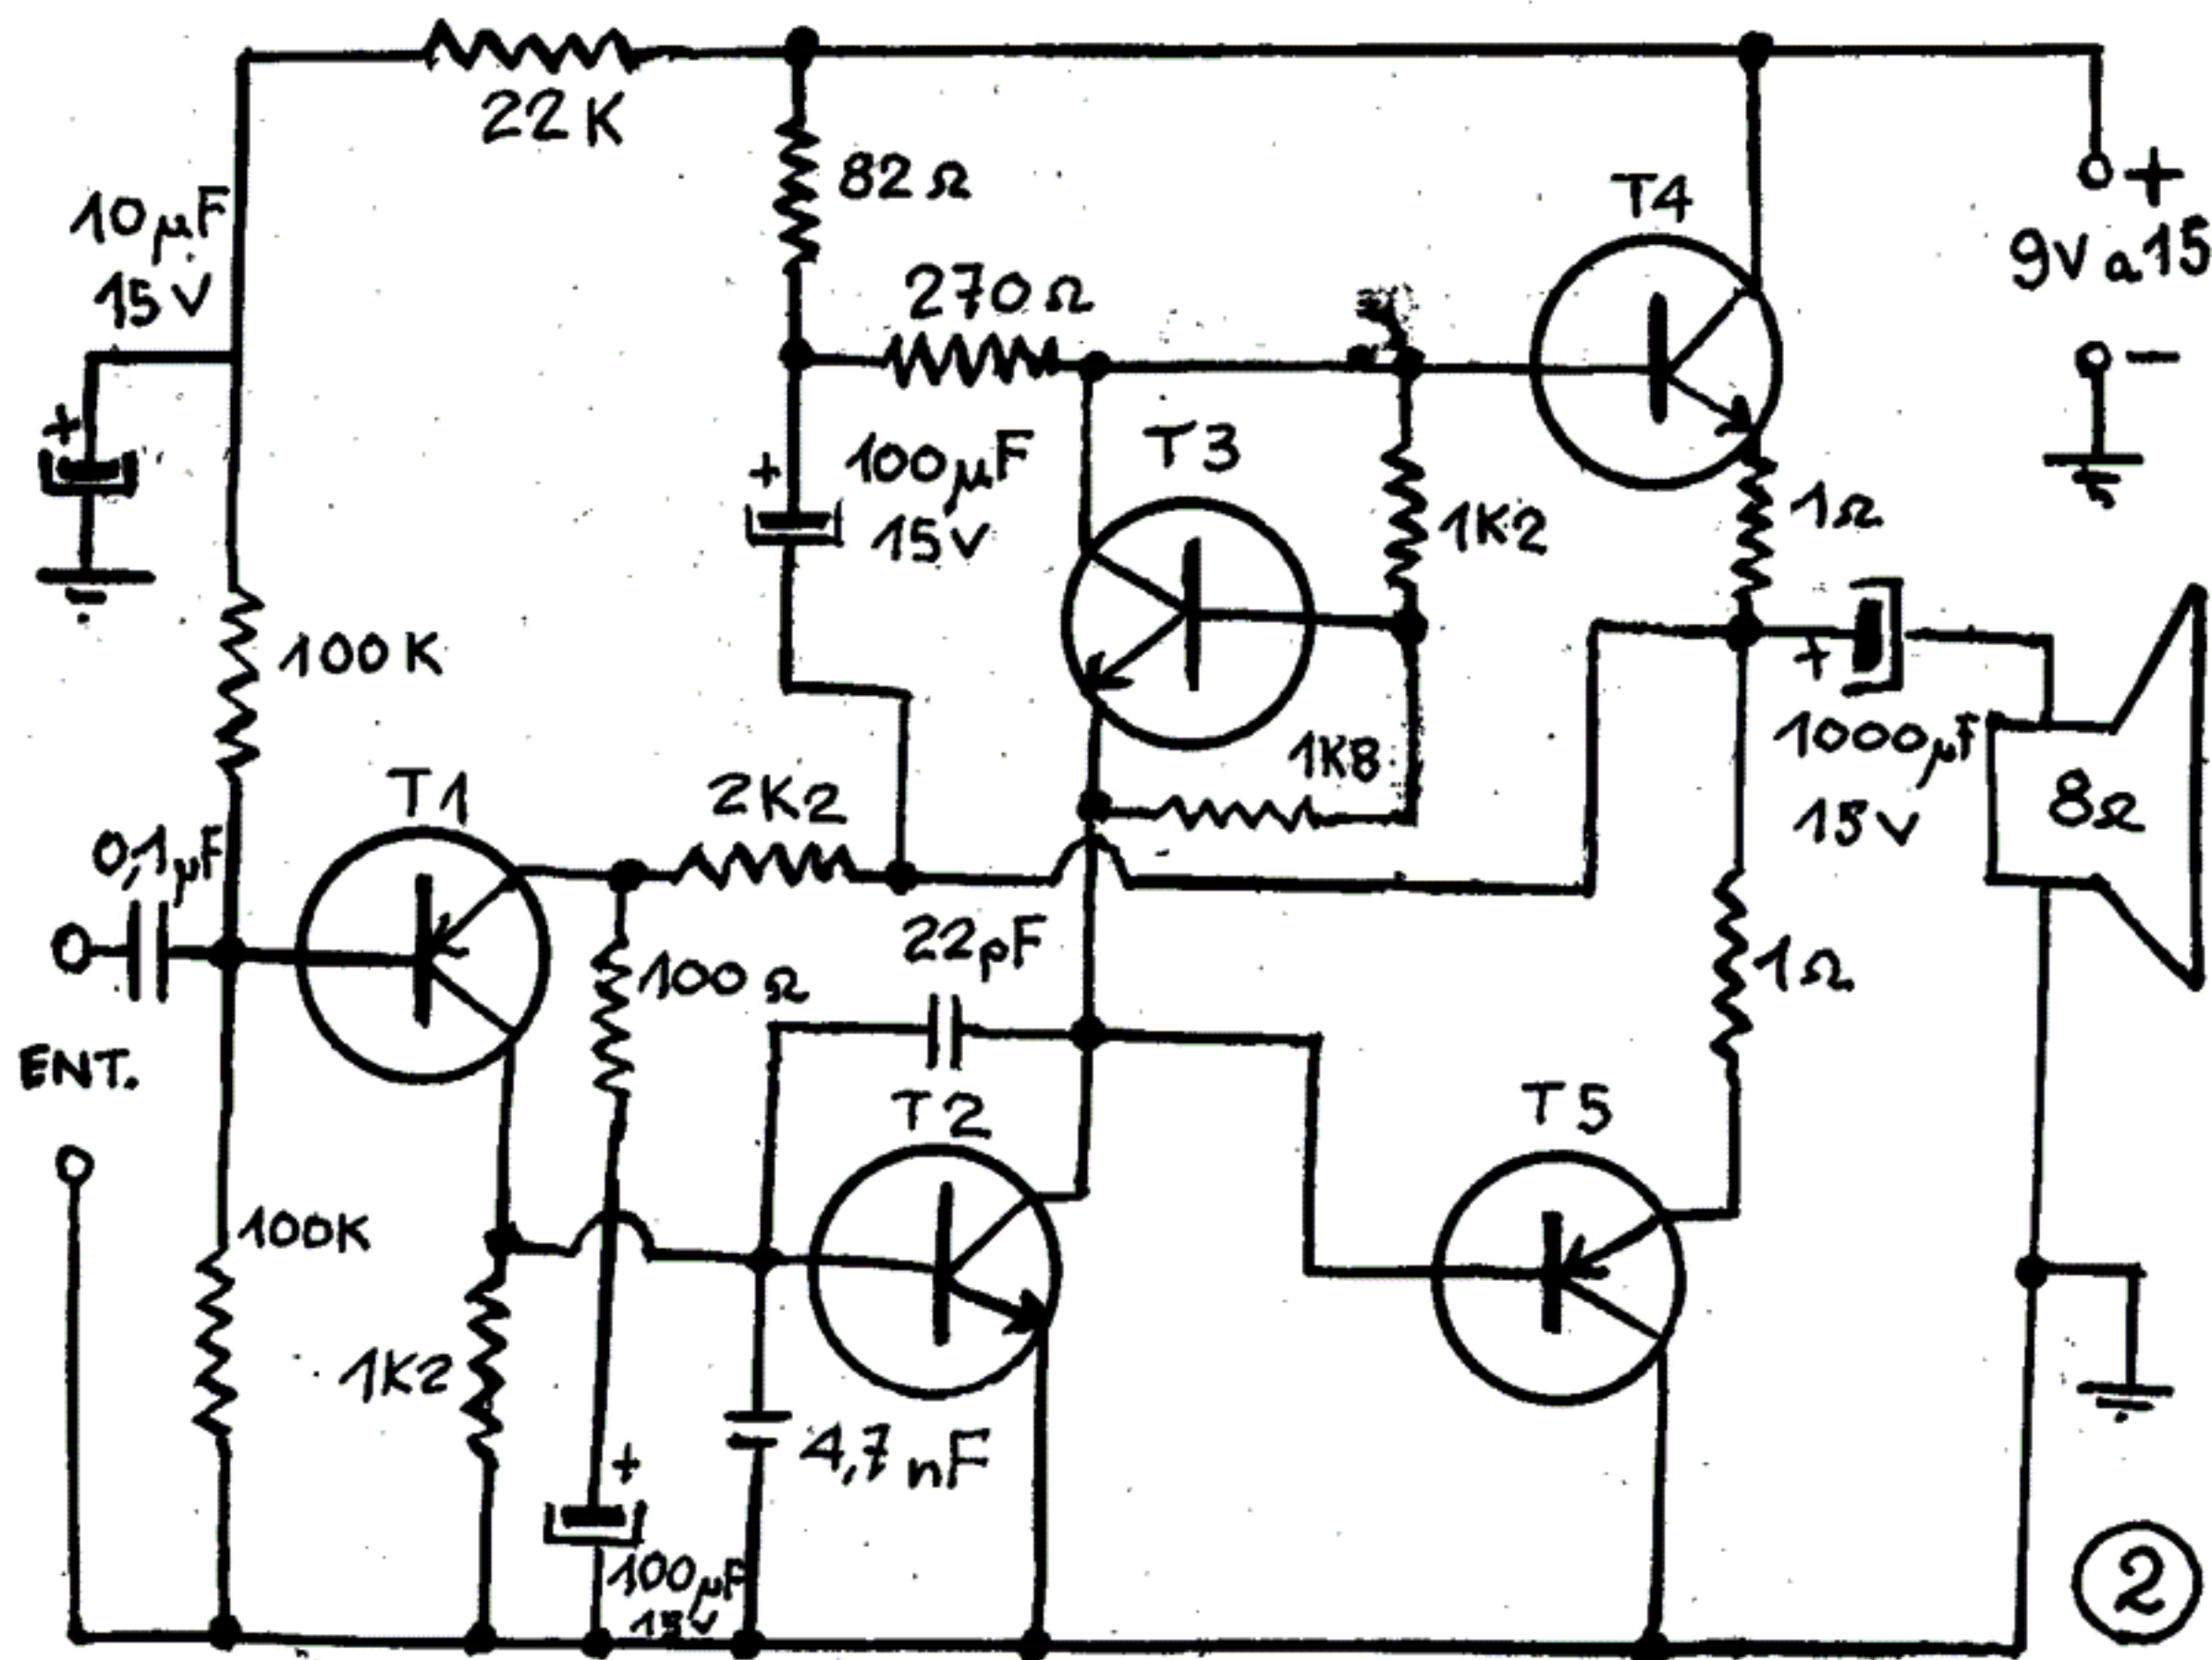 22K
82Ω
10µF
15V
+
270Ω
T4
+
9V a 15
-
T3
+
100µF
15V
1K2
1Ω
100K
+
1000µF
15V
8Ω
1K8
T1
2K2
0,1µF
22pF
100Ω
1Ω
ENT.
T2
T5
100K
1K2
+
4,7nF
100µF
15V
2